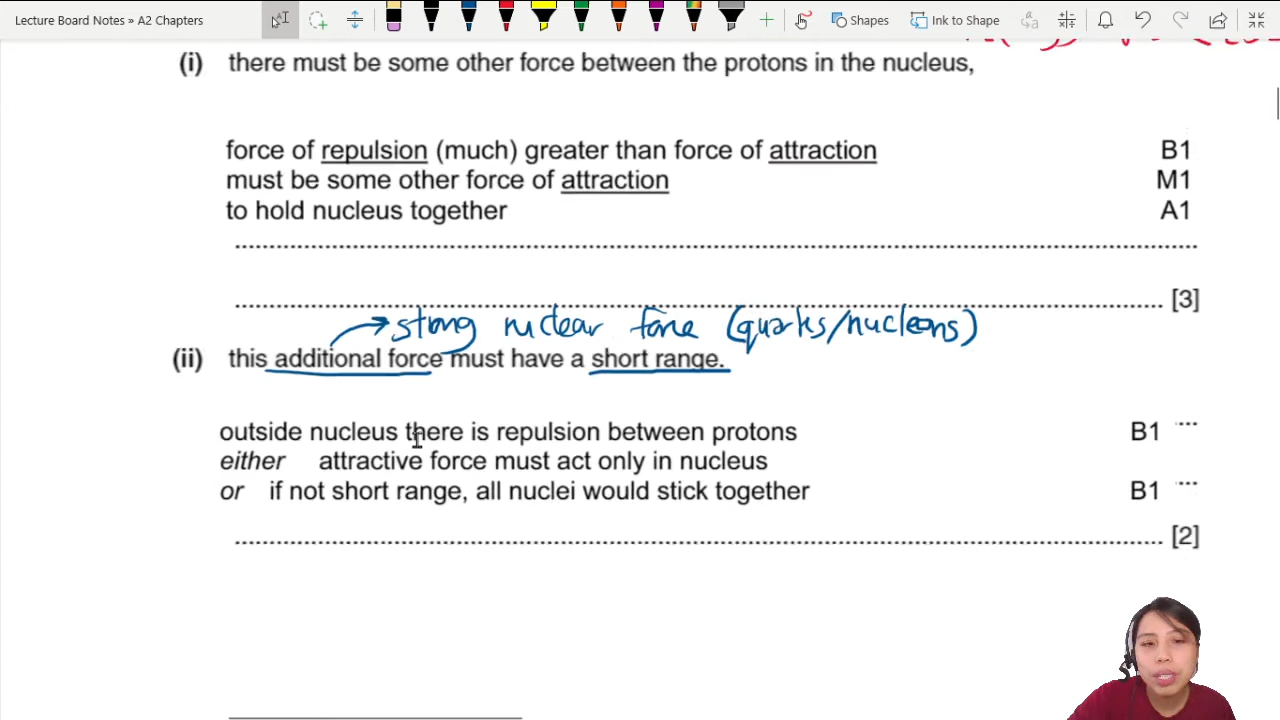 Lecture Board Notes » A2 Chapters
Shapes
Ink to Shape
(i) there must be some other force between the protons in the nucleus,
force of repulsion (much) greater than force of attraction B1
must be some other force of attraction M1
to hold nucleus together A1
[3]
strong nuclear force (quarks/nucleons)
(ii) this additional force must have a short range.
outside nucleus there is repulsion between protons B1
either attractive force must act only in nucleus
or if not short range, all nuclei would stick together B1
[2]